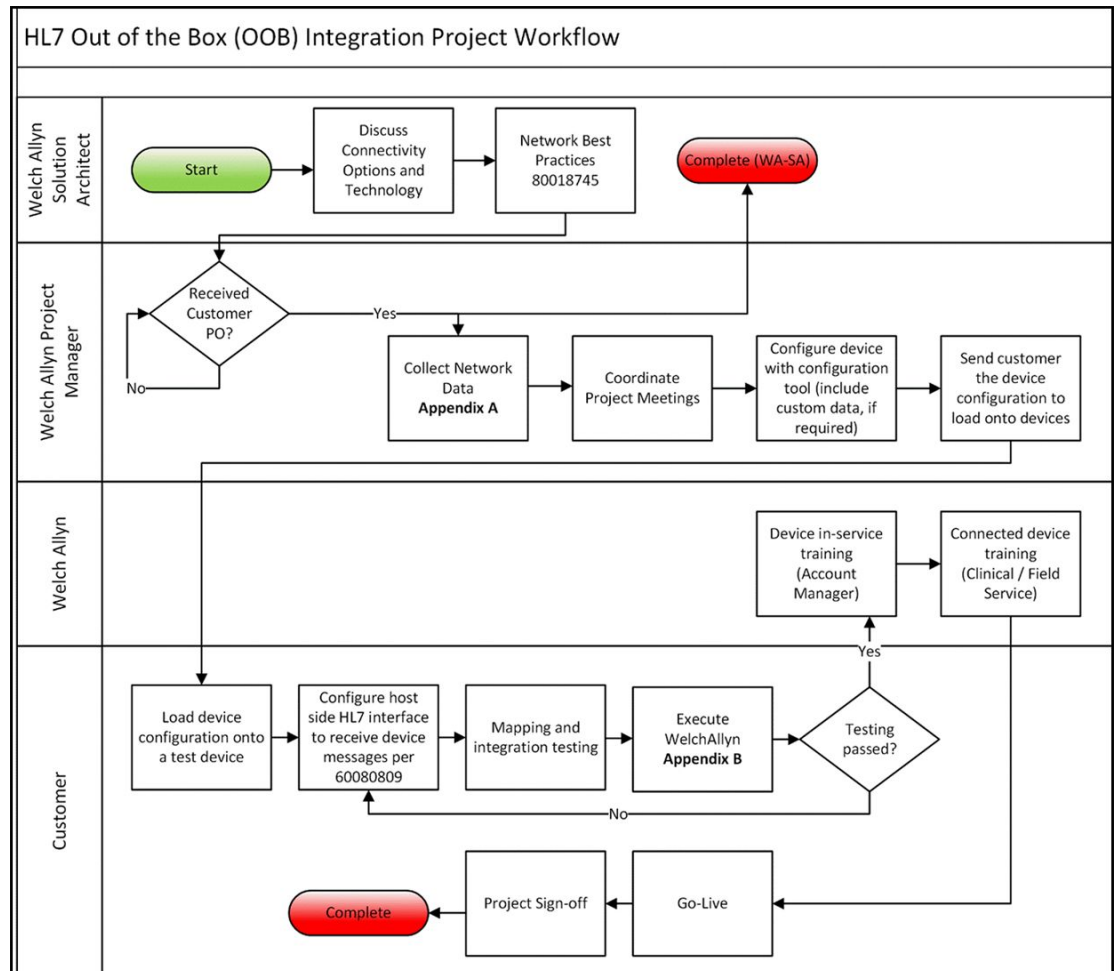 HL7 Out of the Box (OOB) Integration Project Workflow
Welch Allyn
Solution
Architect
Start
Discuss
Connectivity
Options and
Technology
Network Best
Practices
80018745
Complete (WA-SA)
Welch Allyn Project
Manager
Received
Customer
PO?
No
Yes
Collect Network
Data
Appendix A
Coordinate
Project Meetings
Configure device
with configuration
tool (include
custom data, if
required)
Send customer
the device
configuration to
load onto devices
Welch Allyn
Device in-service
training
(Account
Manager)
Connected device
training
(Clinical / Field
Service)
Customer
Load device
configuration onto
a test device
Configure host
side HL7 interface
to receive device
messages per
60080809
Mapping and
integration testing
Execute
WelchAllyn
Appendix B
Testing
passed?
Yes
No
Complete
Project Sign-off
Go-Live